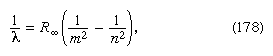 1/λ = R∞ (1/m² − 1/n²), (178)